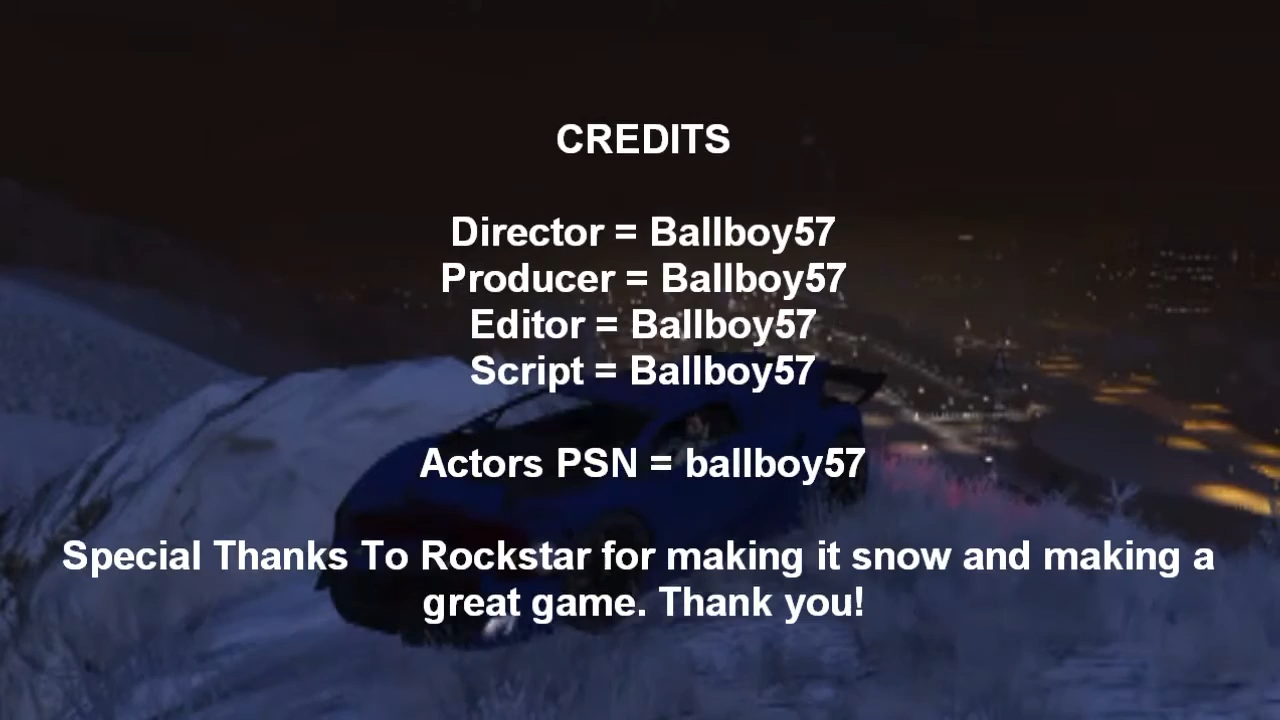 CREDITS
Director = Ballboy57
Producer = Ballboy57
Editor = Ballboy57
Script = Ballboy57
Actors PSN = ballboy57
Special Thanks To Rockstar for making it snow and making a
great game. Thank you!